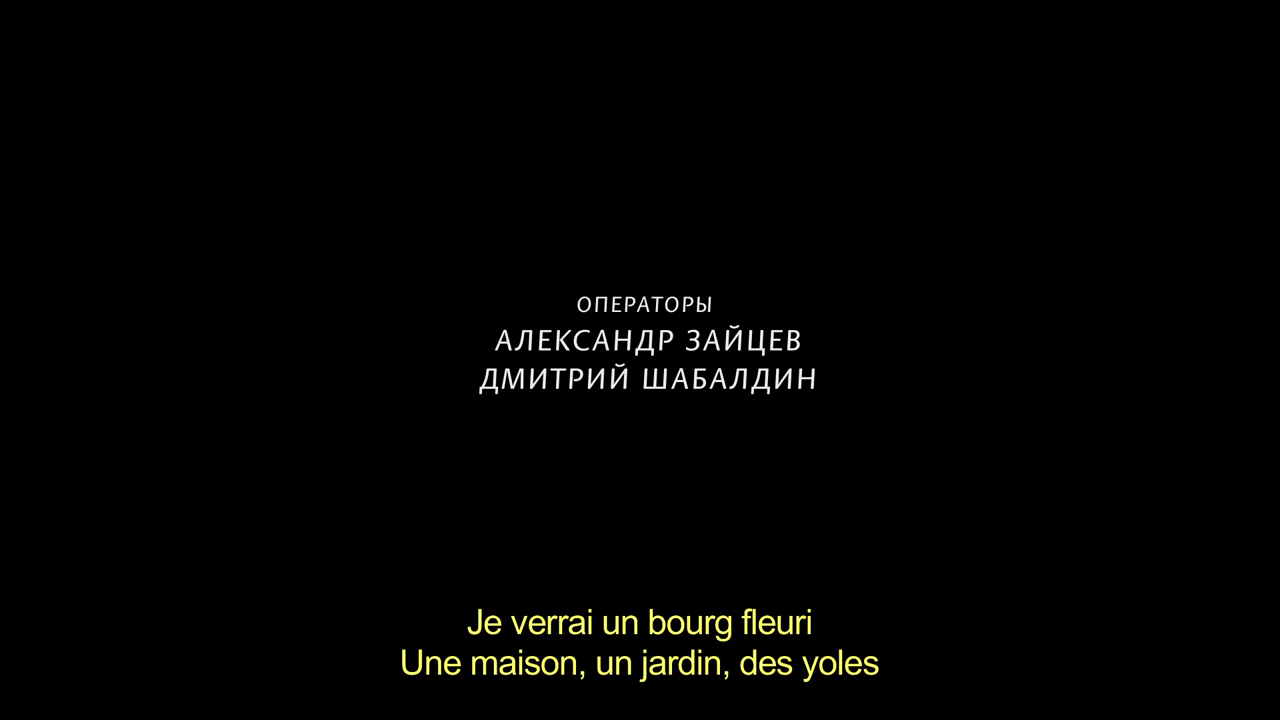 ОПЕРАТОРЫ
АЛЕКСАНДР ЗАЙЦЕВ
ДМИТРИЙ ШАБАЛДИН
Je verrai un bourg fleuri
Une maison, un jardin, des yoles